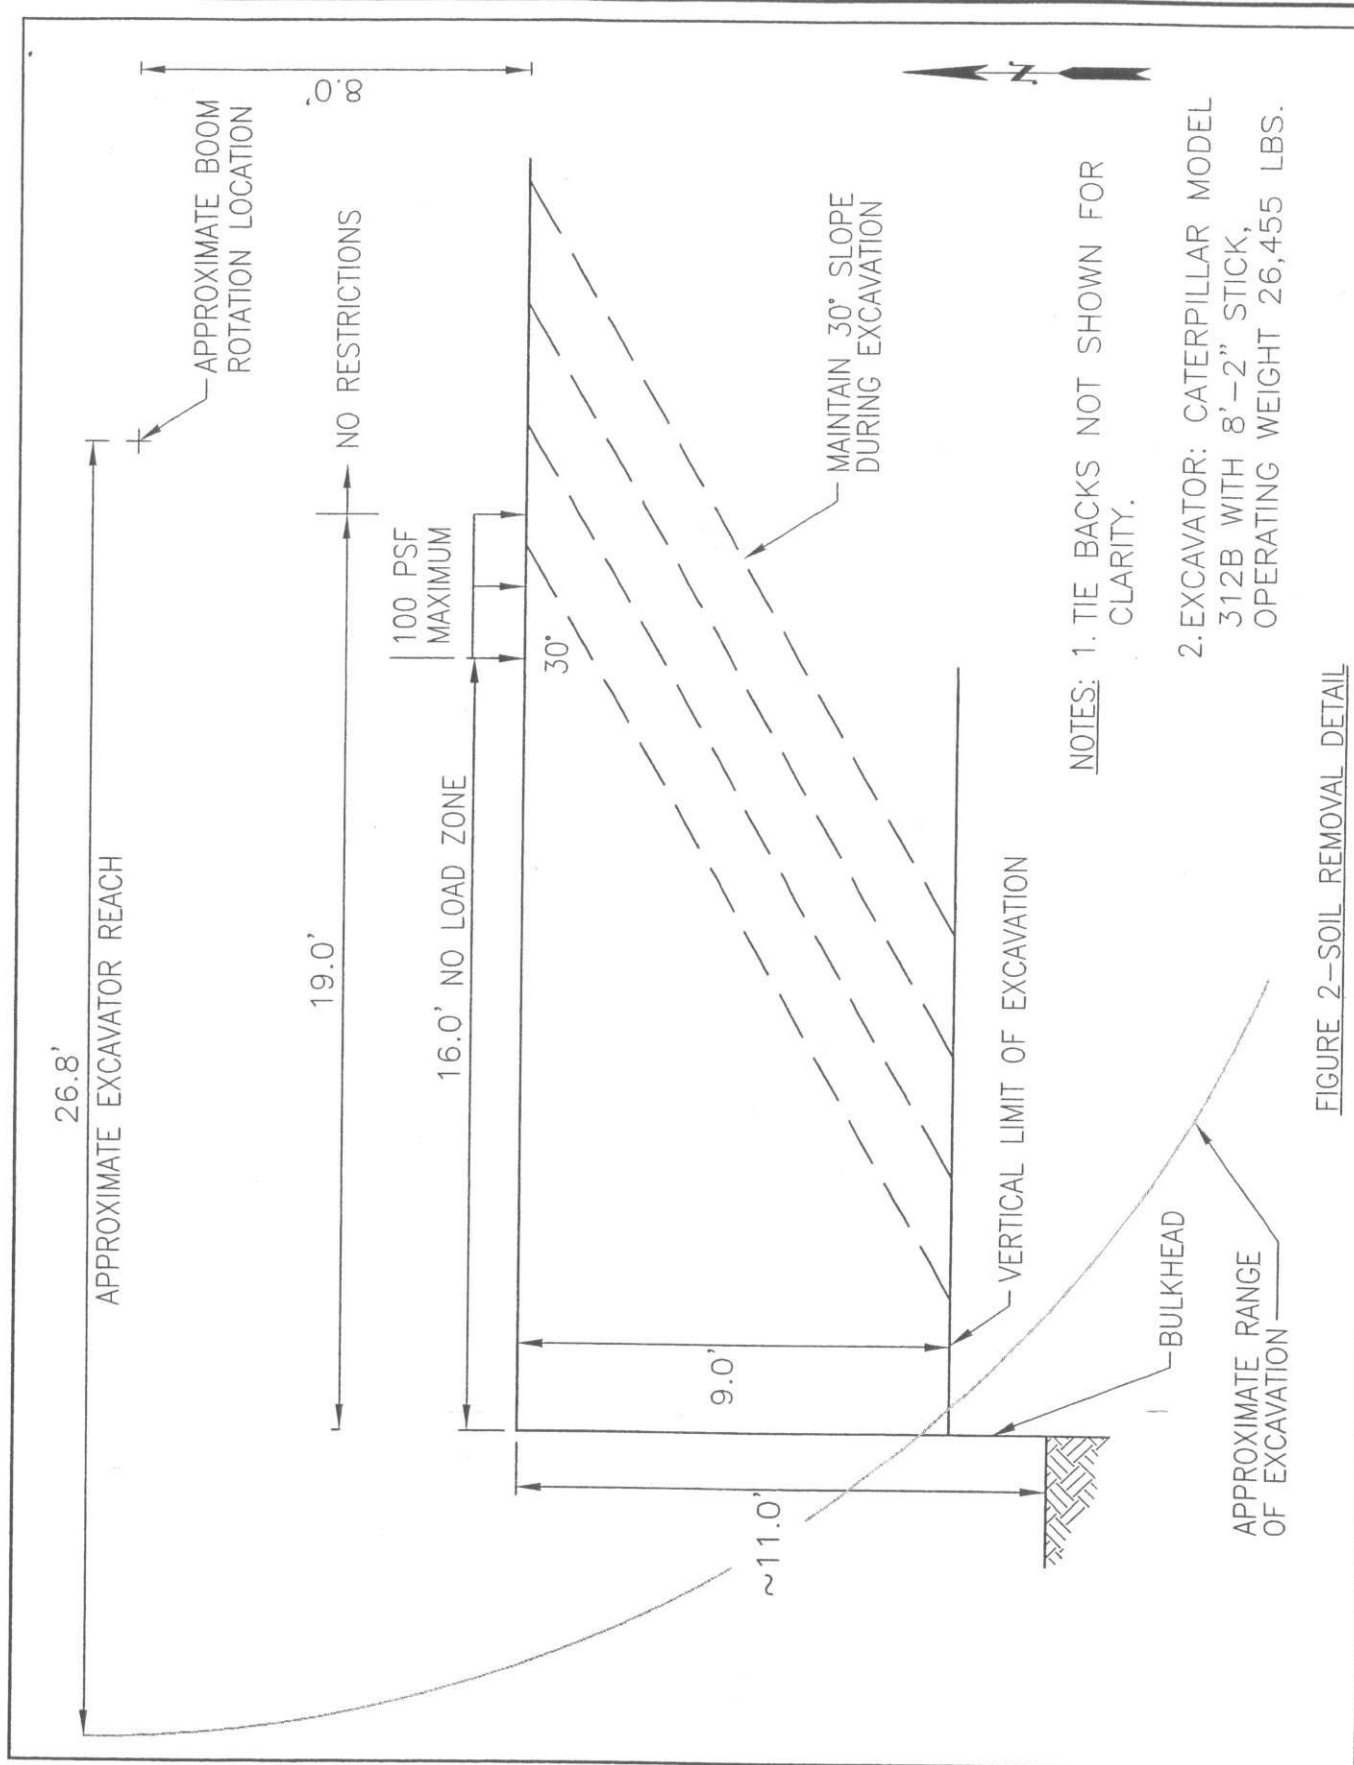 26.8'
APPROXIMATE EXCAVATOR REACH
8.0'
APPROXIMATE BOOM
ROTATION LOCATION
19.0'
NO RESTRICTIONS
100 PSF
MAXIMUM
16.0' NO LOAD ZONE
30°
N
9.0'
~11.0'
MAINTAIN 30° SLOPE
DURING EXCAVATION
VERTICAL LIMIT OF EXCAVATION
BULKHEAD
APPROXIMATE RANGE
OF EXCAVATION
NOTES: 1. TIE BACKS NOT SHOWN FOR
CLARITY.
2. EXCAVATOR: CATERPILLAR MODEL
312B WITH 8'-2" STICK,
OPERATING WEIGHT 26,455 LBS.
FIGURE 2-SOIL REMOVAL DETAIL